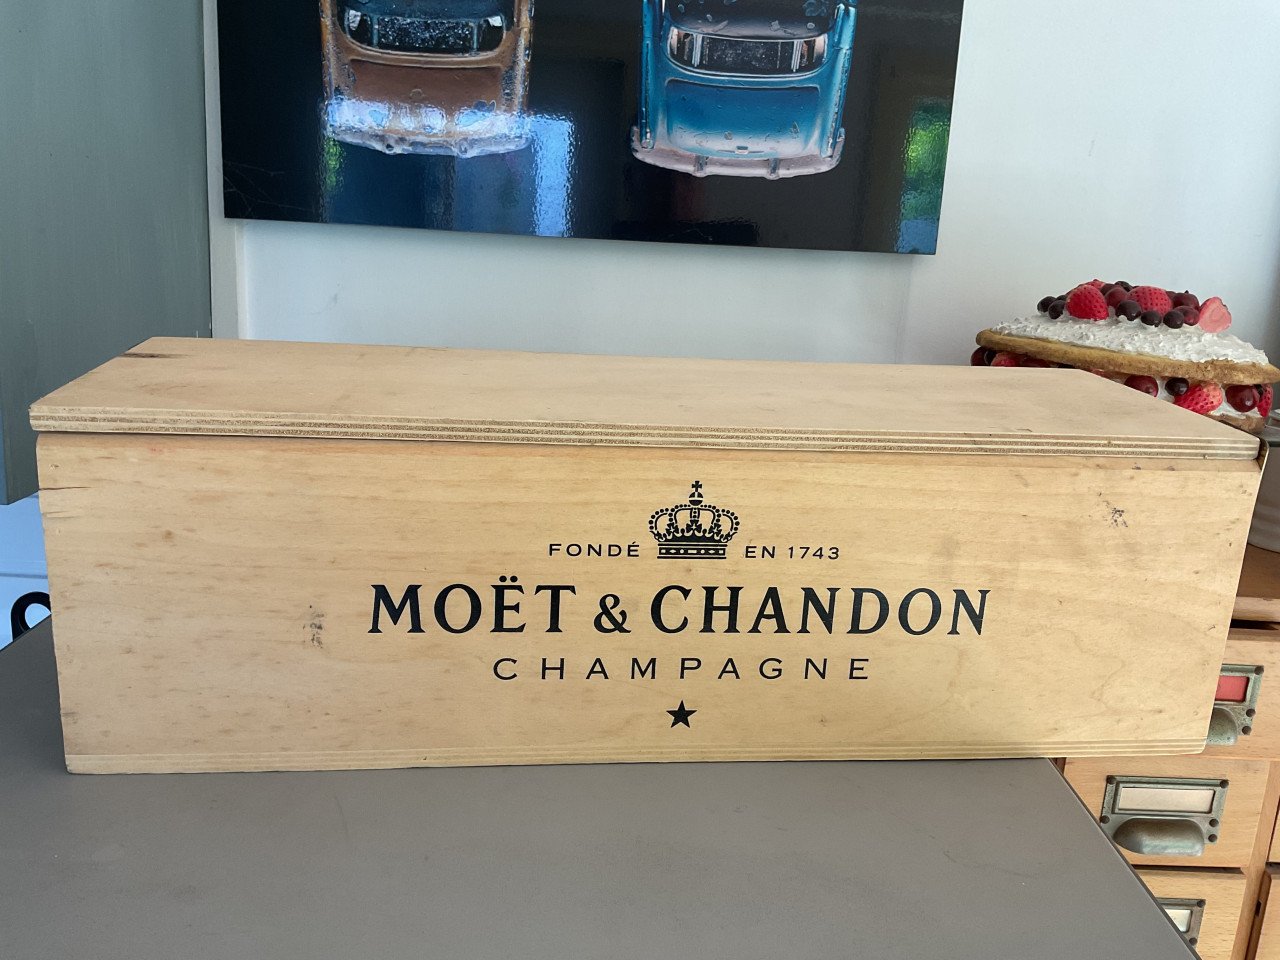 FONDÉ EN 1743
MOËT & CHANDON
CHAMPAGNE